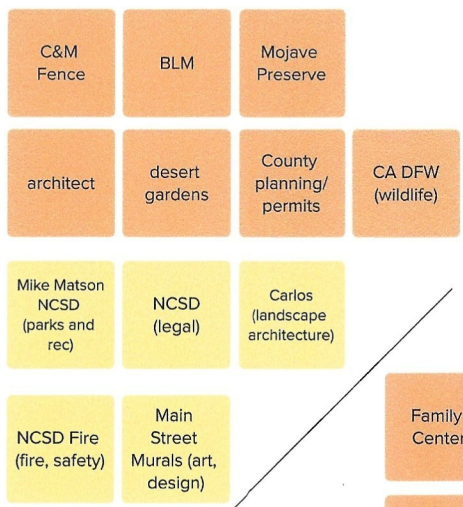 C&M
Fence
BLM
Mojave
Preserve
architect
desert
gardens
County
planning/
permits
CA DFW
(wildlife)
Mike Matson
NCSD
(parks and
rec)
NCSD
(legal)
Carlos
(landscape
architecture)
NCSD Fire
(fire, safety)
Main
Street
Murals (art,
design)
Family
Center